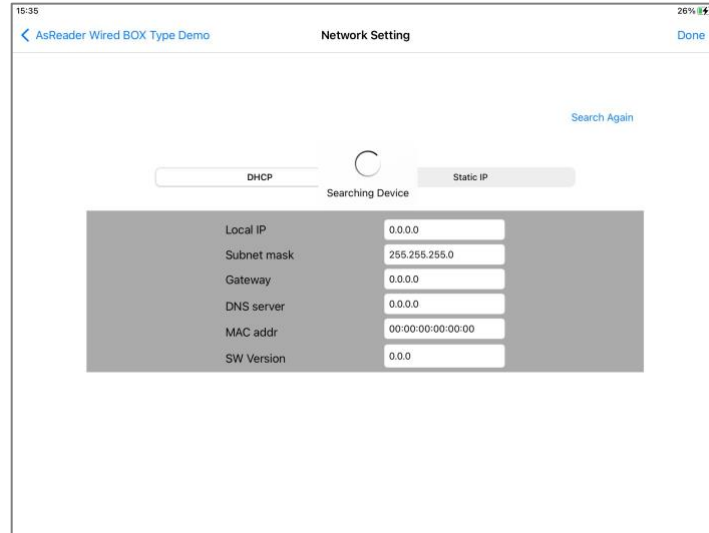 15:35
26%
AsReader Wired BOX Type Demo
Network Setting
Done
Search Again
DHCP
Static IP
Searching Device
Local IP
0.0.0.0
Subnet mask
255.255.255.0
Gateway
0.0.0.0
DNS server
0.0.0.0
MAC addr
00:00:00:00:00:00
SW Version
0.0.0